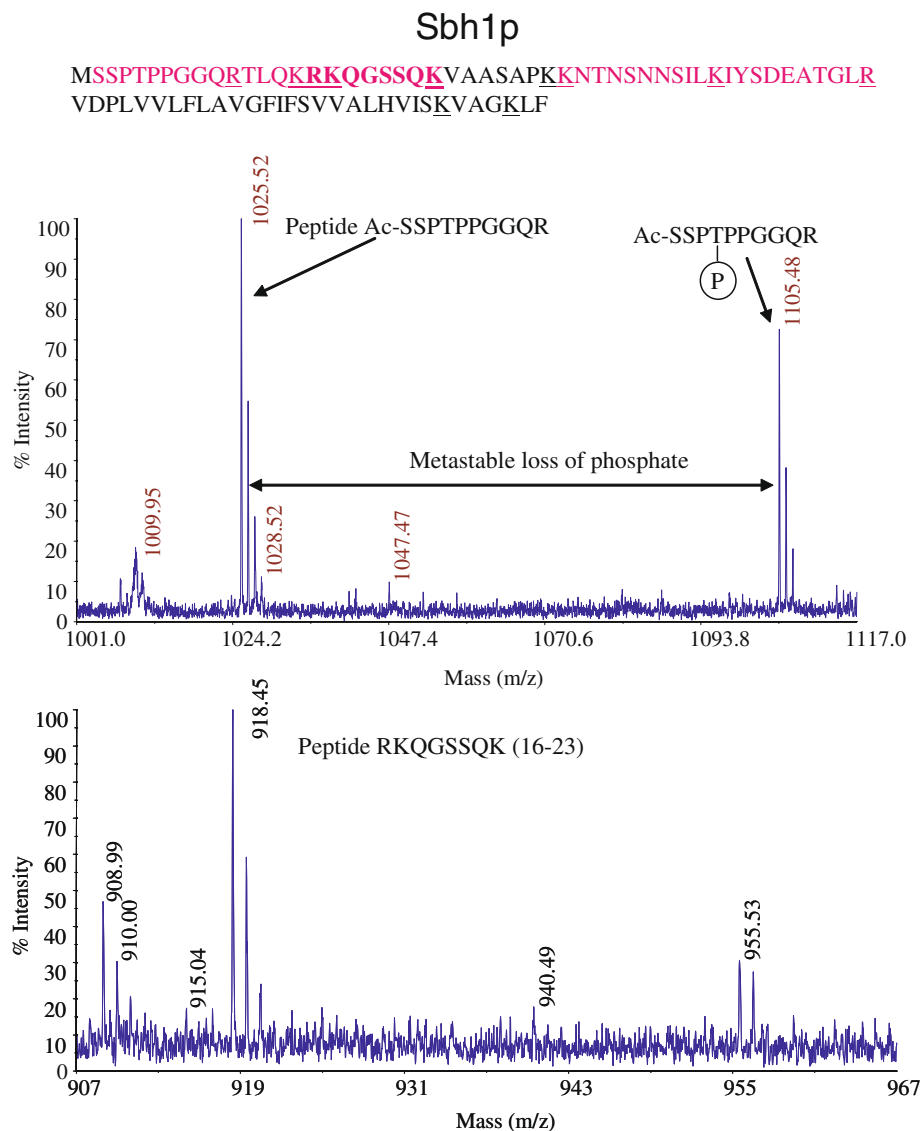 Sbh1p
MSSPTPPGGQRTLQKRKQGSSQKVAASAPKKNTNSNNSILKIYSDEATGLR
VDPLVVLFLAVGFIFSVVALHVISKVAGKLF
1025.52
100
90
80
70
60
50
40
30
20
10
0
% Intensity
Peptide Ac-SSPTPPGGQR
Ac-SSPTPPGGQR
P
1105.48
Metastable loss of phosphate
1009.95
1028.52
1047.47
1001.0 1024.2 1047.4 1070.6 1093.8 1117.0
Mass (m/z)
918.45
100
90
80
70
60
50
40
30
20
10
0
% Intensity
Peptide RKQGSSQK (16-23)
908.99
910.00
915.04
940.49
955.53
907 919 931 943 955 967
Mass (m/z)